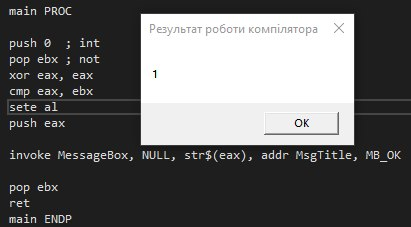 main PROC
push 0  ; int
pop ebx ; not
xor eax, eax
cmp eax, ebx
sete al
push eax
invoke MessageBox, NULL, str$(eax), addr MsgTitle, MB_OK
pop ebx
ret
main ENDP
Результат роботи компілятора
1
OK